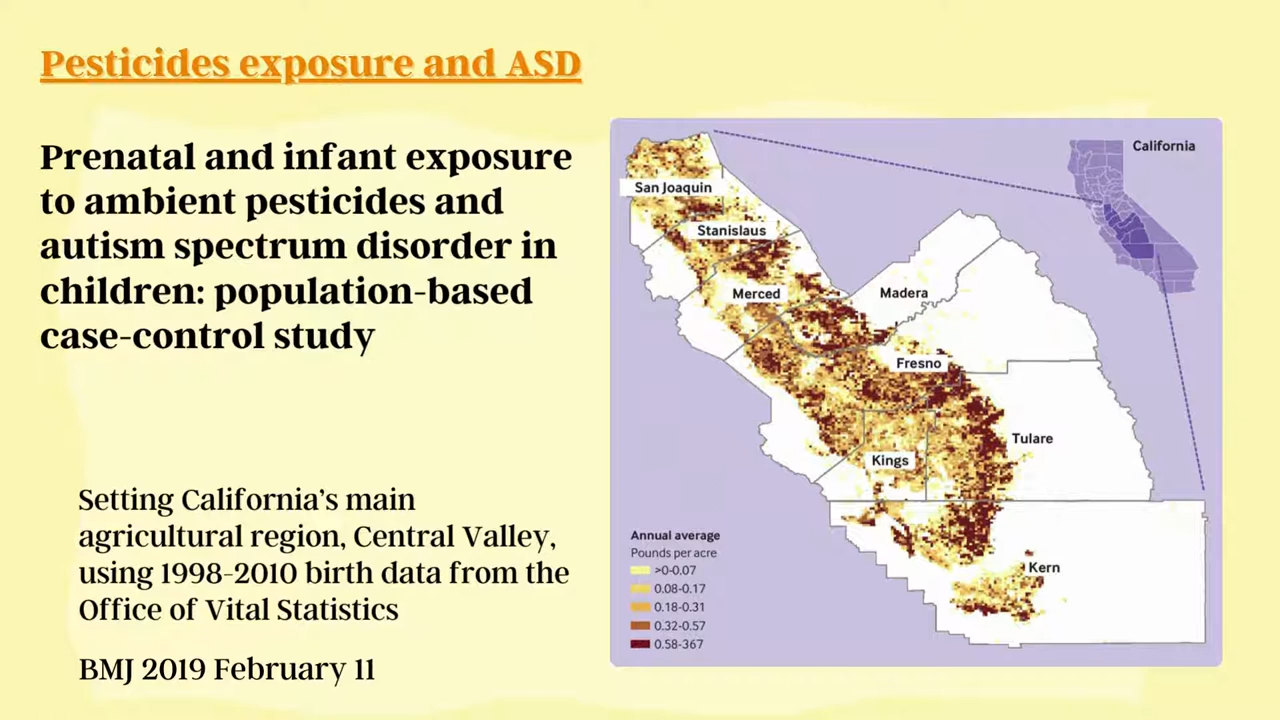 Pesticides exposure and ASD
Prenatal and infant exposure
to ambient pesticides and
autism spectrum disorder in
children: population-based
case-control study
Setting California's main
agricultural region, Central Valley,
using 1998-2010 birth data from the
Office of Vital Statistics
BMJ 2019 February 11
California
San Joaquin
Stanislaus
Merced
Madera
Fresno
Tulare
Kings
Kern
Annual average
Pounds per acre
>0-0.07
0.08-0.17
0.18-0.31
0.32-0.57
0.58-367